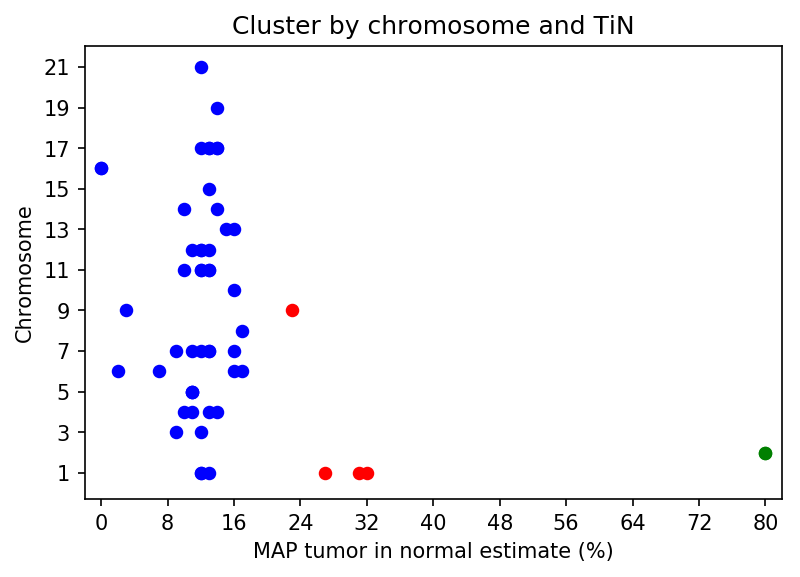 Cluster by chromosome and TiN
Chromosome
21
19
17
15
13
11
9
7
5
3
1
0 8 16 24 32 40 48 56 64 72 80
MAP tumor in normal estimate (%)